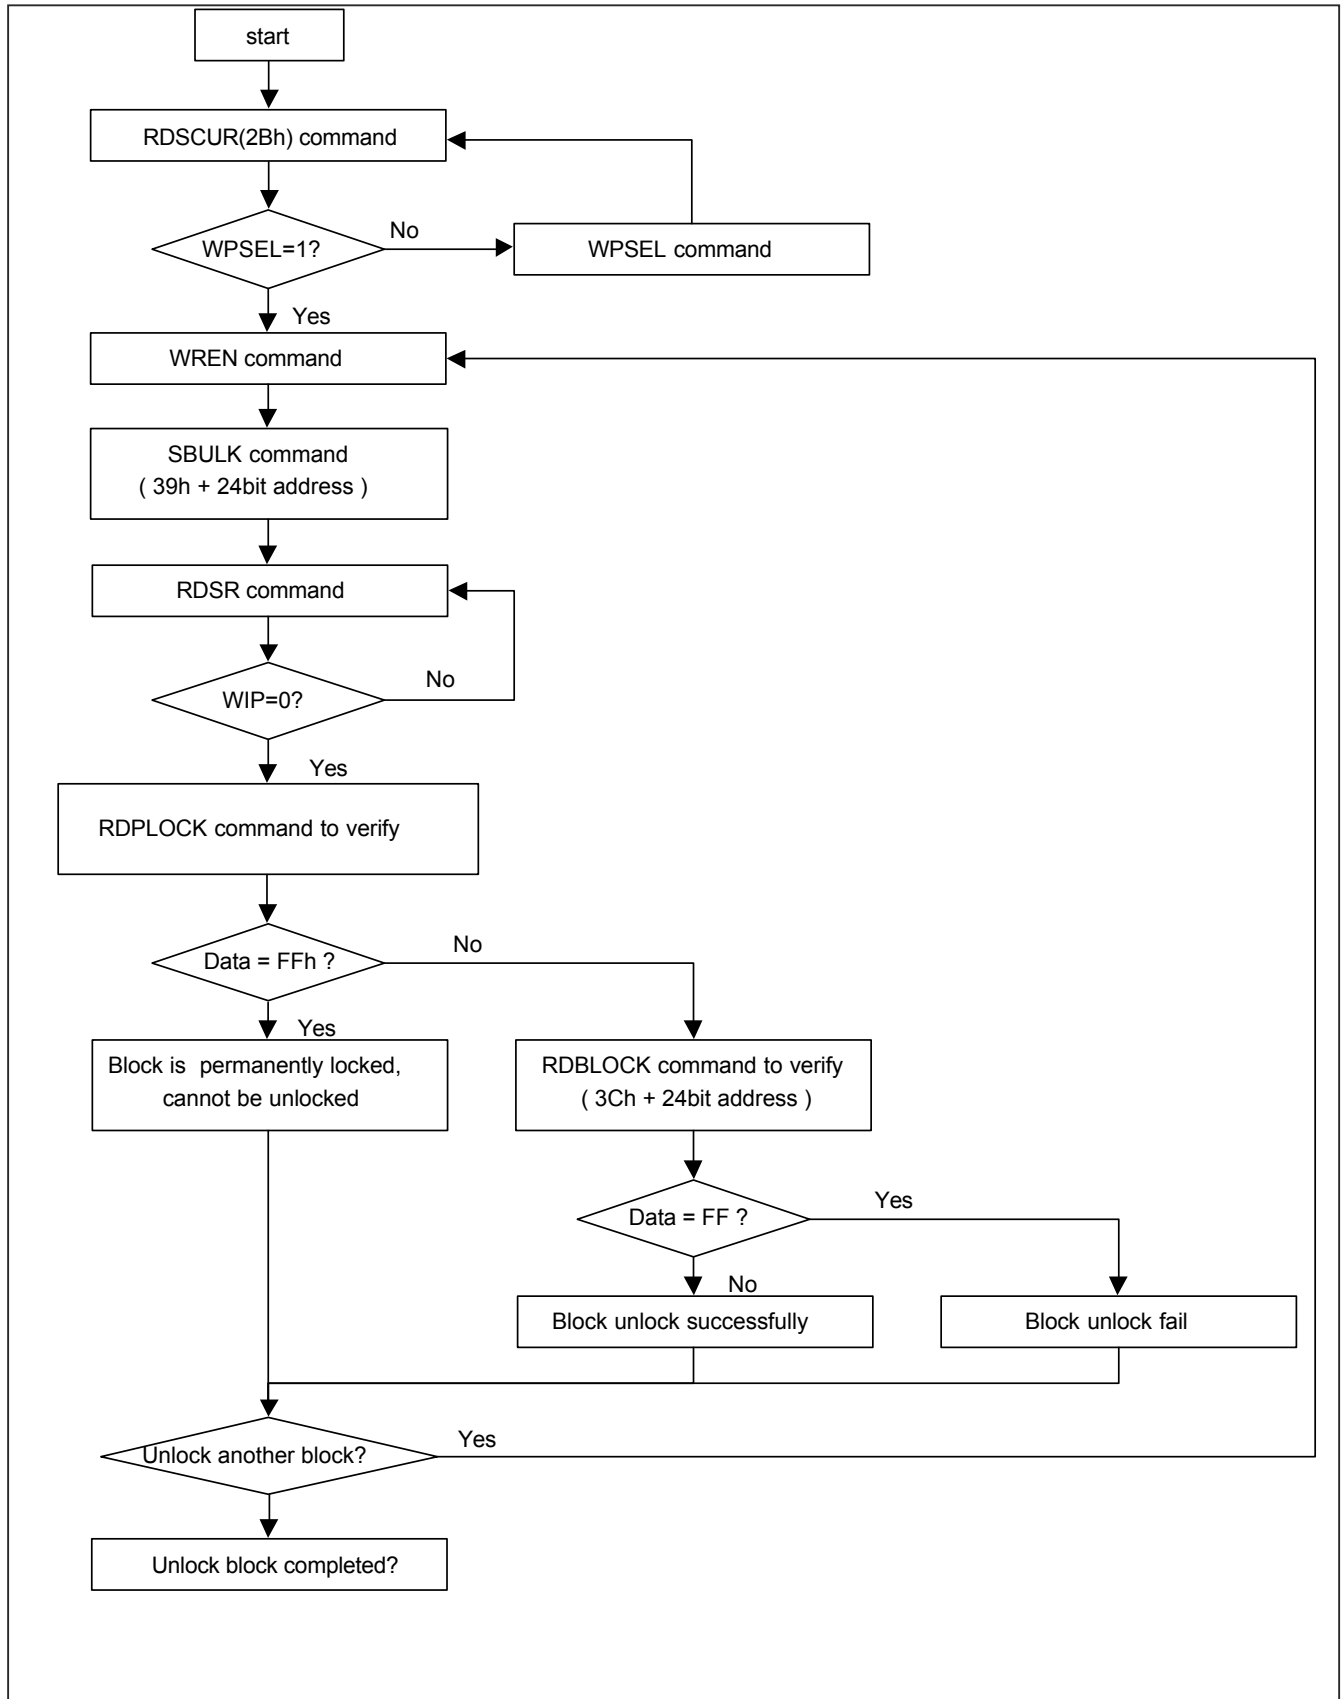 start
RDSCUR(2Bh) command
WPSEL=1?
No
WPSEL command
Yes
WREN command
SBULK command
( 39h + 24bit address )
RDSR command
WIP=0?
No
Yes
RDPLOCK command to verify
Data = FFh ?
No
Yes
Block is permanently locked,
cannot be unlocked
RDBLOCK command to verify
( 3Ch + 24bit address )
Data = FF ?
Yes
No
Block unlock successfully
Block unlock fail
Unlock another block?
Yes
Unlock block completed?